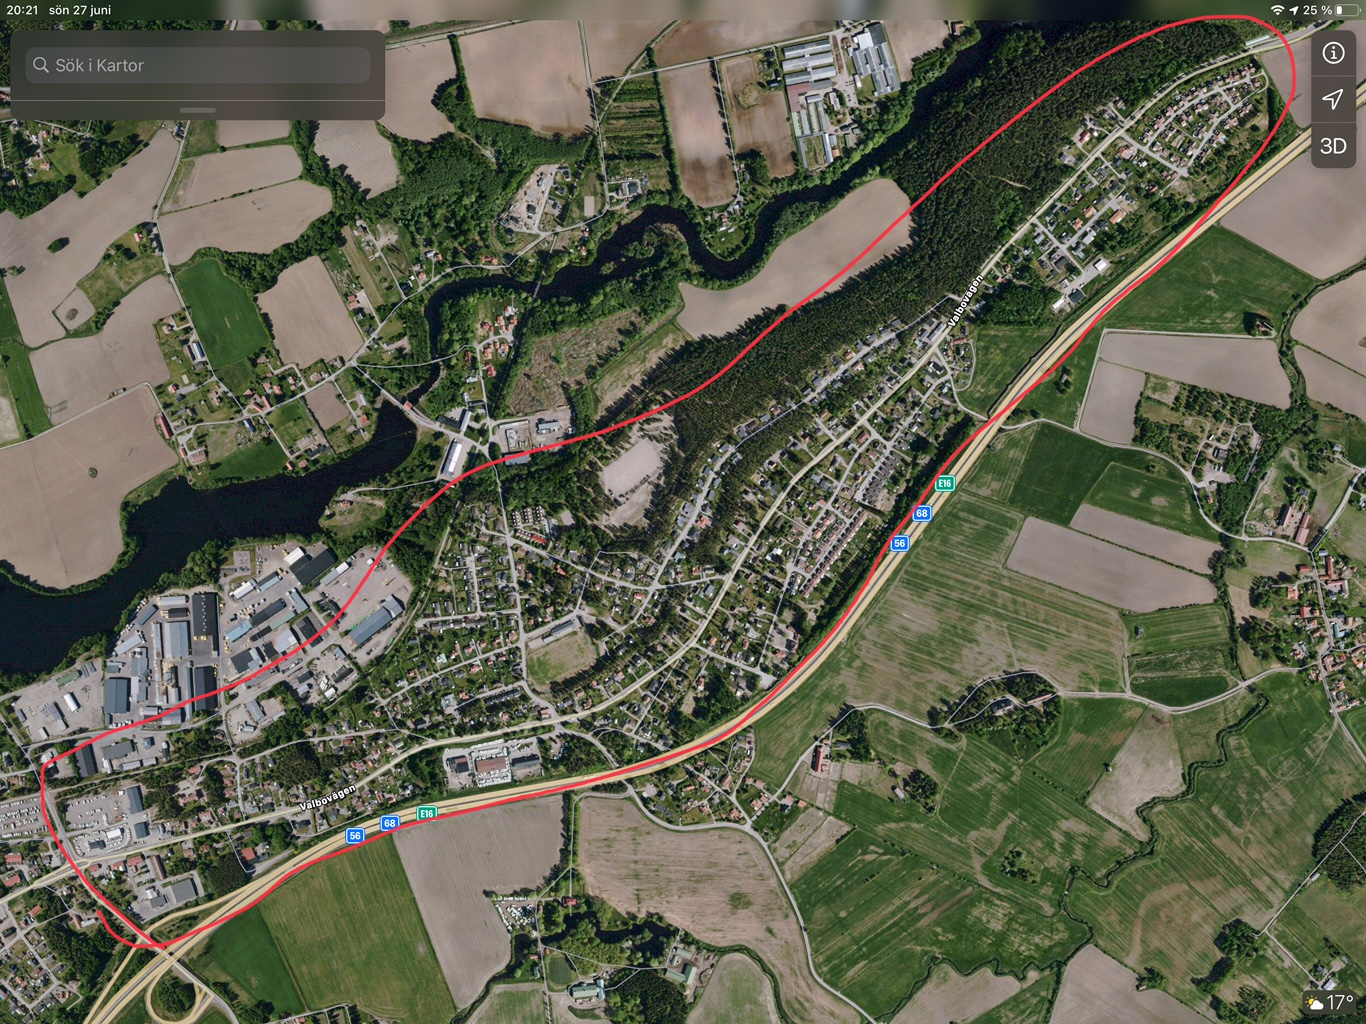 20:21 sön 27 juni
25 %
Sök i Kartor
3D
Valbovägen
E16
68
56
Valbovägen
56
68
E16
17°